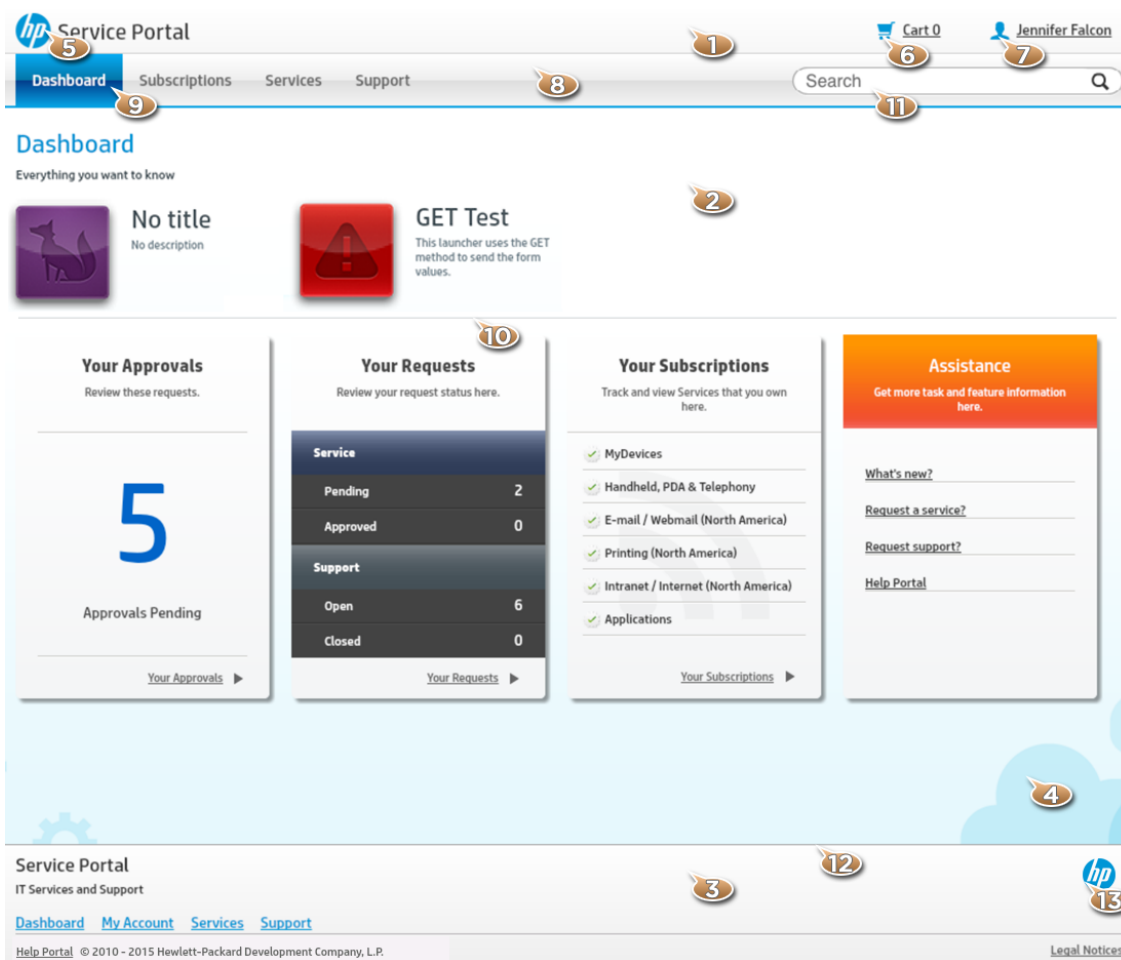 hp Service Portal
1
Cart 0
Jennifer Falcon
5
6
7
Dashboard
Subscriptions
Services
Support
8
Search
9
11
Dashboard
Everything you want to know
2
No title
No description
GET Test
This launcher uses the GET
method to send the form
values.
10
Your Approvals
Review these requests.
5
Approvals Pending
Your Approvals
Your Requests
Review your request status here.
Service
Pending 2
Approved 0
Support
Open 6
Closed 0
Your Requests
Your Subscriptions
Track and view Services that you own
here.
MyDevices
Handheld, PDA & Telephony
E-mail / Webmail (North America)
Printing (North America)
Intranet / Internet (North America)
Applications
Your Subscriptions
Assistance
Get more task and feature information
here.
What's new?
Request a service?
Request support?
Help Portal
4
12
Service Portal
IT Services and Support
3
hp
13
Dashboard My Account Services Support
Help Portal © 2010 - 2015 Hewlett-Packard Development Company, L.P.
Legal Notices